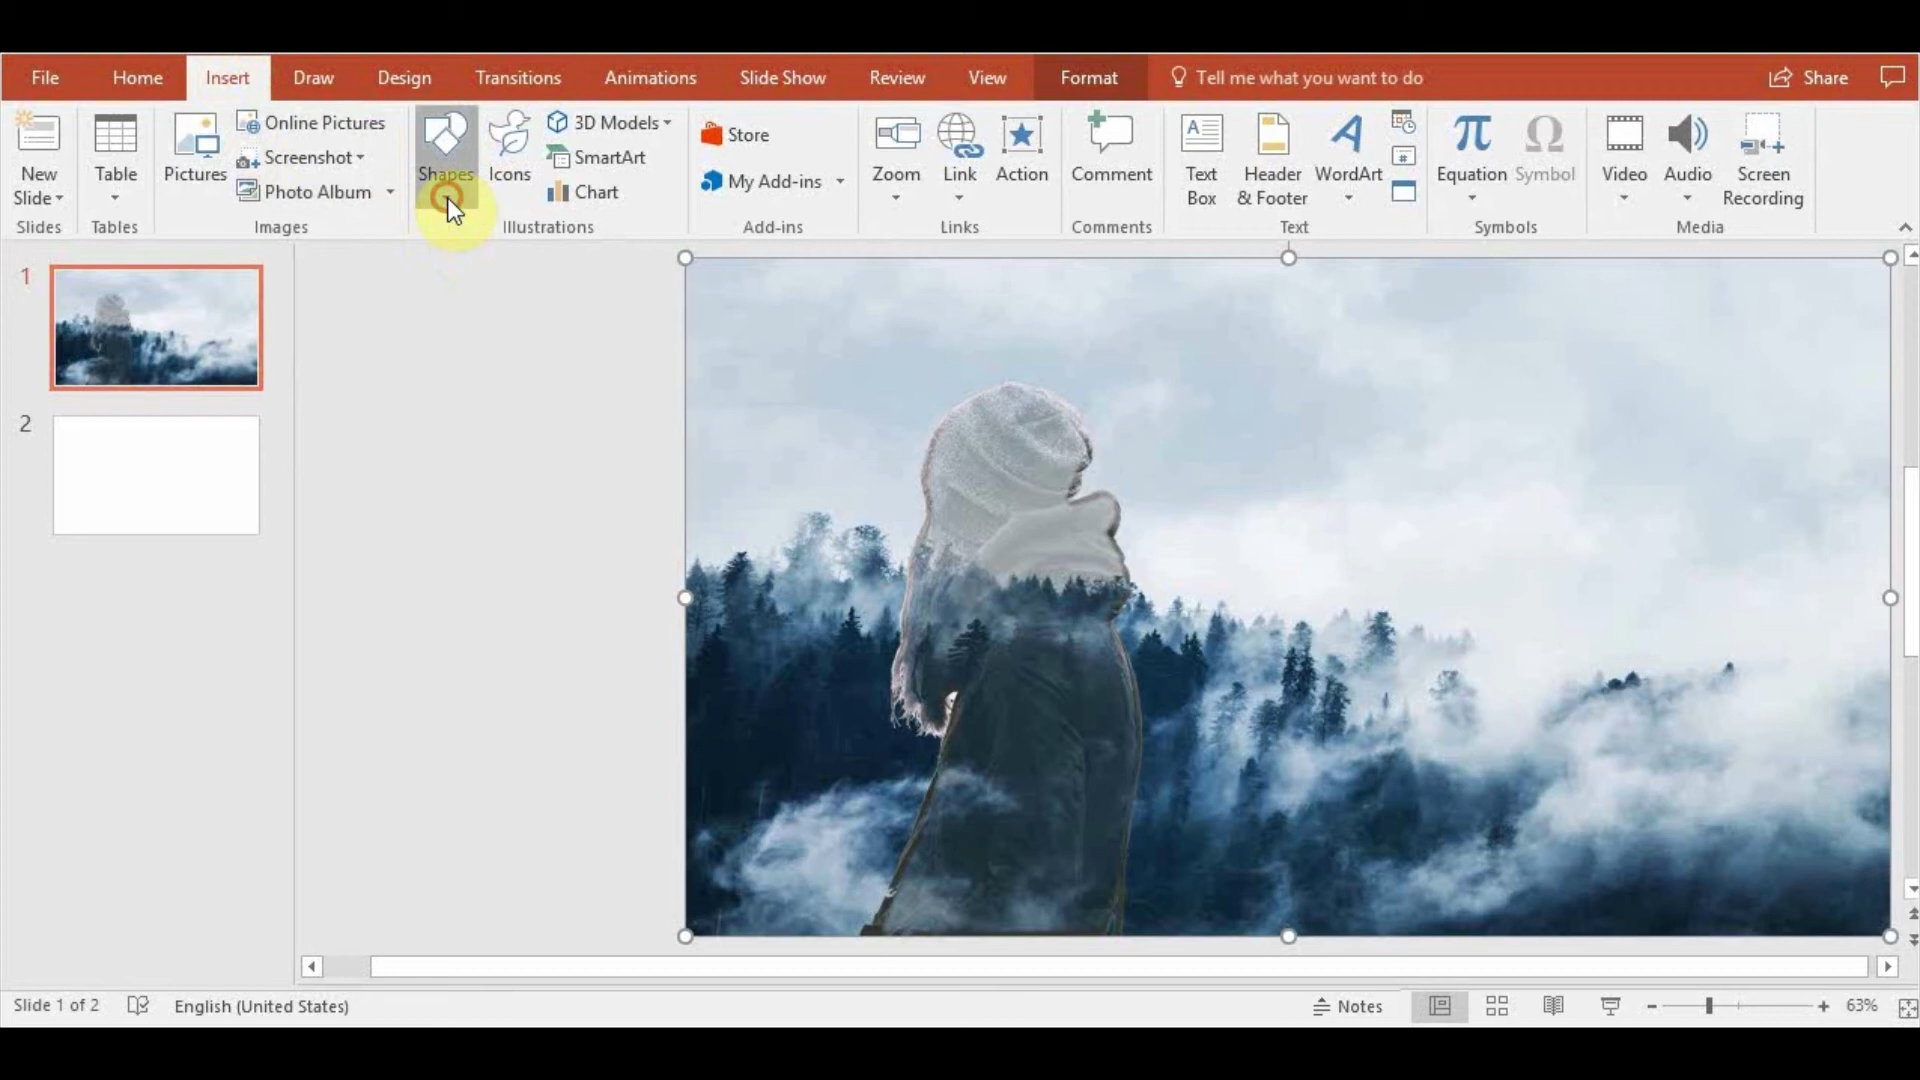 File Home Insert Draw Design Transitions Animations Slide Show Review View Format Tell me what you want to do Share
New Slide
Table
Pictures
Online Pictures
Screenshot
Photo Album
Shapes
Icons
3D Models
SmartArt
Chart
Store
My Add-ins
Zoom
Link
Action
Comment
Text Box
Header & Footer
WordArt
Equation
Symbol
Video
Audio
Screen Recording
Slides Tables Images Illustrations Add-ins Links Comments Text Symbols Media
1
2
Slide 1 of 2 English (United States) Notes 63%